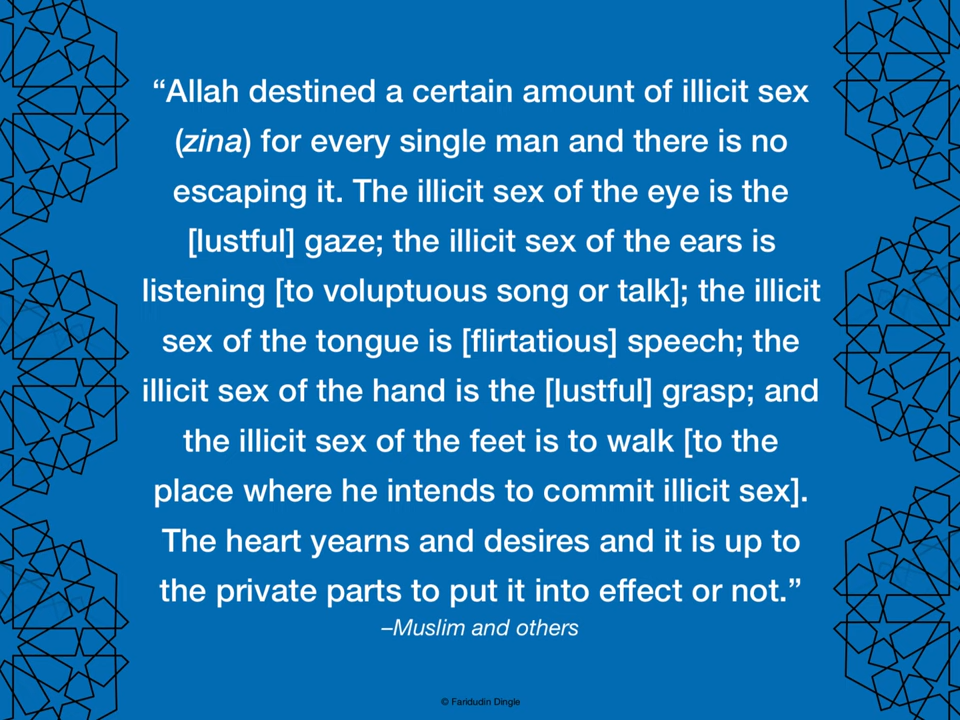 “Allah destined a certain amount of illicit sex
(zina) for every single man and there is no
escaping it. The illicit sex of the eye is the
[lustful] gaze; the illicit sex of the ears is
listening [to voluptuous song or talk]; the illicit
sex of the tongue is [flirtatious] speech; the
illicit sex of the hand is the [lustful] grasp; and
the illicit sex of the feet is to walk [to the
place where he intends to commit illicit sex].
The heart yearns and desires and it is up to
the private parts to put it into effect or not.”
–Muslim and others
© Faridudin Dingle